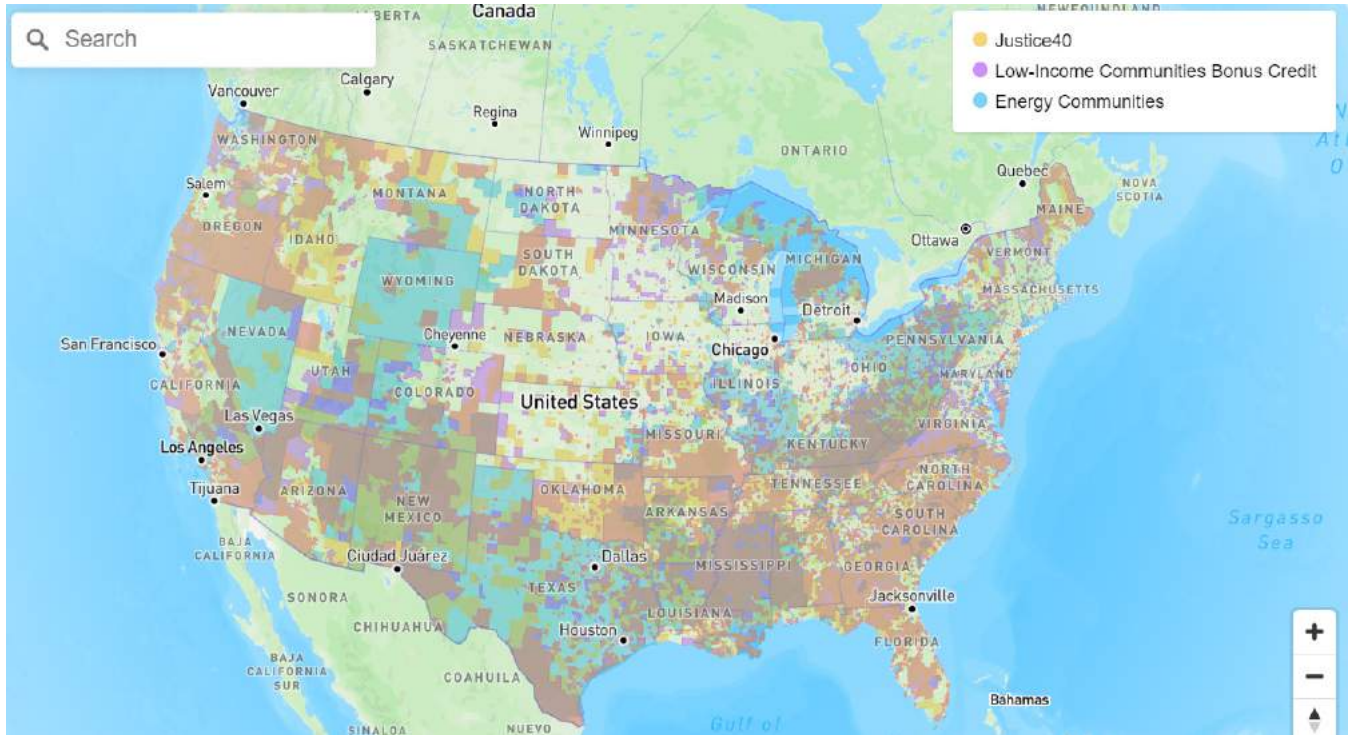 Search
Justice40
Low-Income Communities Bonus Credit
Energy Communities
Canada
SASKATCHEWAN
Calgary
Vancouver
Regina
Winnipeg
ONTARIO
WASHINGTON
Quebec
NOVA
SCOTIA
Salem
MONTANA
NORTH
DAKOTA
MAINE
OREGON
IDAHO
MINNESOTA
Ottawa
VERMONT
SOUTH
DAKOTA
WISCONSIN
MICHIGAN
WYOMING
MASSACHUSETTS
Madison
Detroit
NEVADA
Cheyenne
NEBRASKA
IOWA
San Francisco
Chicago
PENNSYLVANIA
UTAH
OHIO
CALIFORNIA
COLORADO
ILLINOIS
MARYLAND
United States
Las Vegas
VIRGINIA
Los Angeles
MISSOURI
KENTUCKY
Tijuana
ARIZONA
NEW
MEXICO
OKLAHOMA
TENNESSEE
NORTH
CAROLINA
ARKANSAS
SOUTH
CAROLINA
BAJA
CALIFORNIA
Ciudad Juárez
Dallas
MISSISSIPPI
GEORGIA
Sargasso
Sea
SONORA
TEXAS
LOUISIANA
Jacksonville
CHIHUAHUA
Houston
FLORIDA
BAJA
CALIFORNIA
SUR
COAHUILA
Bahamas
SINALOA
NUEVO
Gulf of